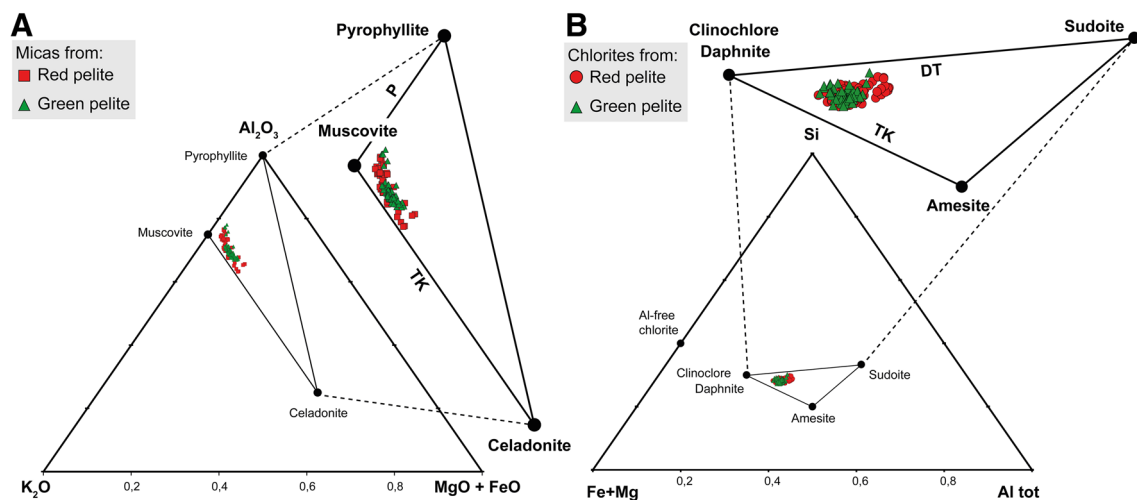 A
Micas from:
Red pelite
Green pelite
Pyrophyllite
P
Muscovite
TK
Celadonite
Al₂O₃
Pyrophyllite
Muscovite
Celadonite
K₂O
0,2
0,4
0,6
0,8
MgO + FeO
B
Chlorites from:
Red pelite
Green pelite
Clinochlore
Daphnite
Sudoite
DT
TK
Amesite
Si
Al-free
chlorite
Clinoclore
Daphnite
Sudoite
Amesite
Fe+Mg
0,2
0,4
0,6
0,8
Al tot